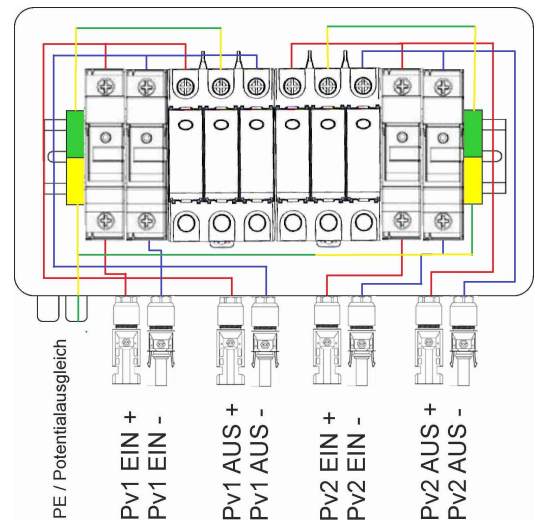 PE / Potentialausgleich
Pv1 EIN +
Pv1 EIN -
Pv1 AUS +
Pv1 AUS -
Pv2 EIN +
Pv2 EIN -
Pv2 AUS +
Pv2 AUS -